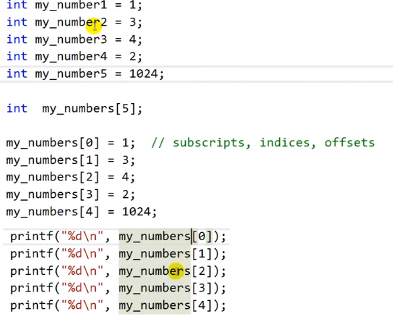 int my_number1 = 1;
int my_number2 = 3;
int my_number3 = 4;
int my_number4 = 2;
int my_number5 = 1024;
int  my_numbers[5];
my_numbers[0] = 1;  // subscripts, indices, offsets
my_numbers[1] = 3;
my_numbers[2] = 4;
my_numbers[3] = 2;
my_numbers[4] = 1024;
printf("%d\n", my_numbers[0]);
printf("%d\n", my_numbers[1]);
printf("%d\n", my_numbers[2]);
printf("%d\n", my_numbers[3]);
printf("%d\n", my_numbers[4]);